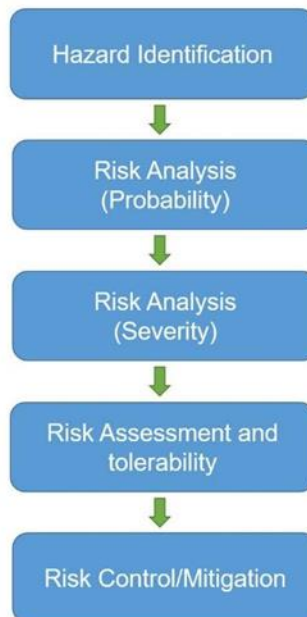 Hazard Identification
Risk Analysis
(Probability)
Risk Analysis
(Severity)
Risk Assessment and
tolerability
Risk Control/Mitigation